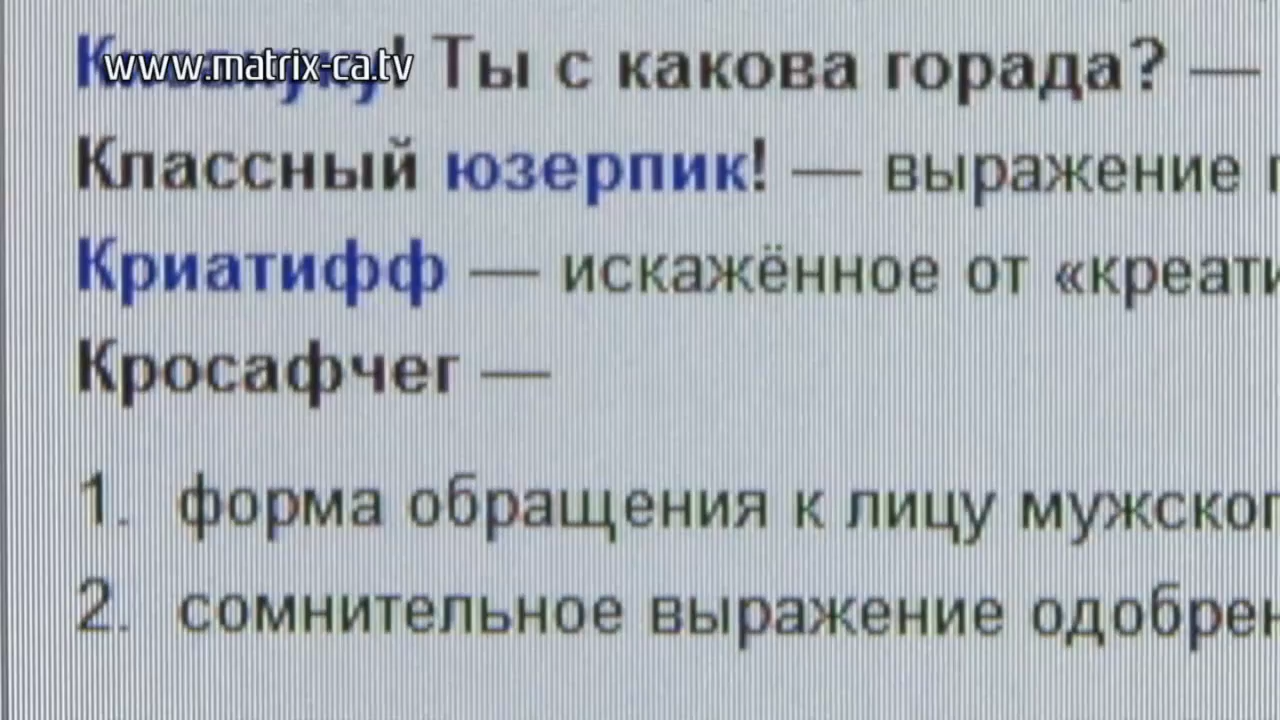 www.matrix-ca.tv
! Ты с какова горада? —
Классный юзерпик! — выражение
Криатифф — искажённое от «креати
Кросафчег —
1. форма обращения к лицу мужског
2. сомнительное выражение одобрен